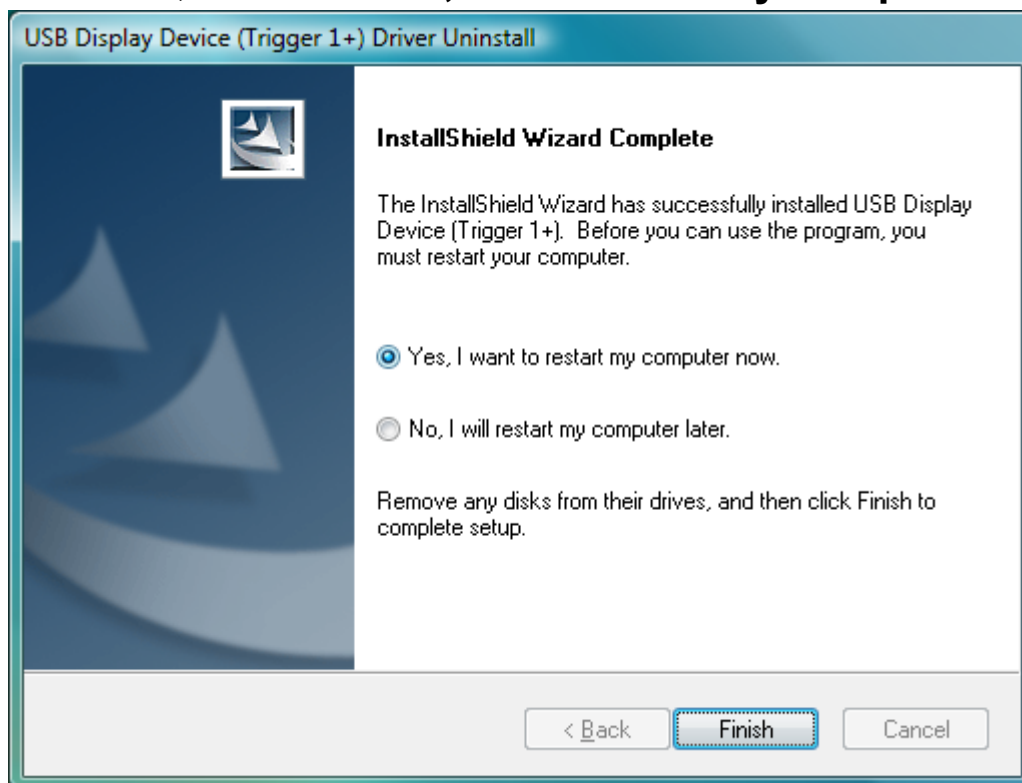 USB Display Device (Trigger 1+) Driver Uninstall
InstallShield Wizard Complete
The InstallShield Wizard has successfully installed USB Display
Device (Trigger 1+).  Before you can use the program, you
must restart your computer.
Yes, I want to restart my computer now.
No, I will restart my computer later.
Remove any disks from their drives, and then click Finish to
complete setup.
< Back
Finish
Cancel